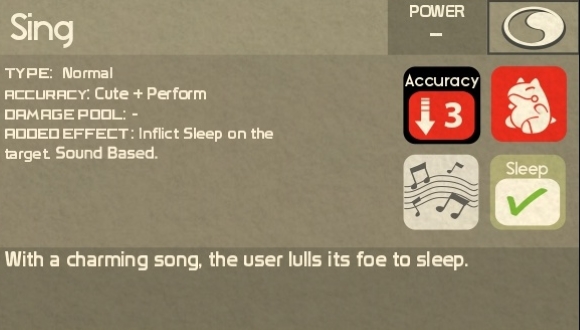 Sing
POWER
–
TYPE: Normal
ACCURACY: Cute + Perform
DAMAGE POOL: -
ADDED EFFECT: Inflict Sleep on the
target. Sound Based.
Accuracy
3
Sleep
With a charming song, the user lulls its foe to sleep.